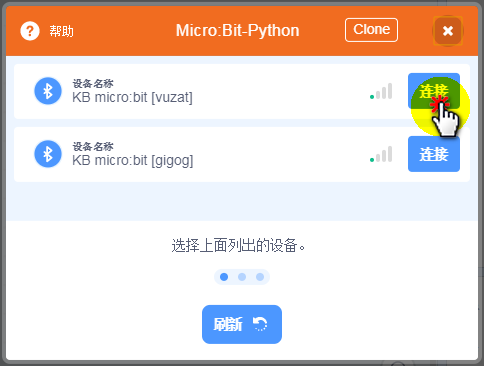 帮助
Micro:Bit-Python
Clone
设备名称
KB micro:bit [vuzat]
连接
设备名称
KB micro:bit [gigog]
连接
选择上面列出的设备。
刷新